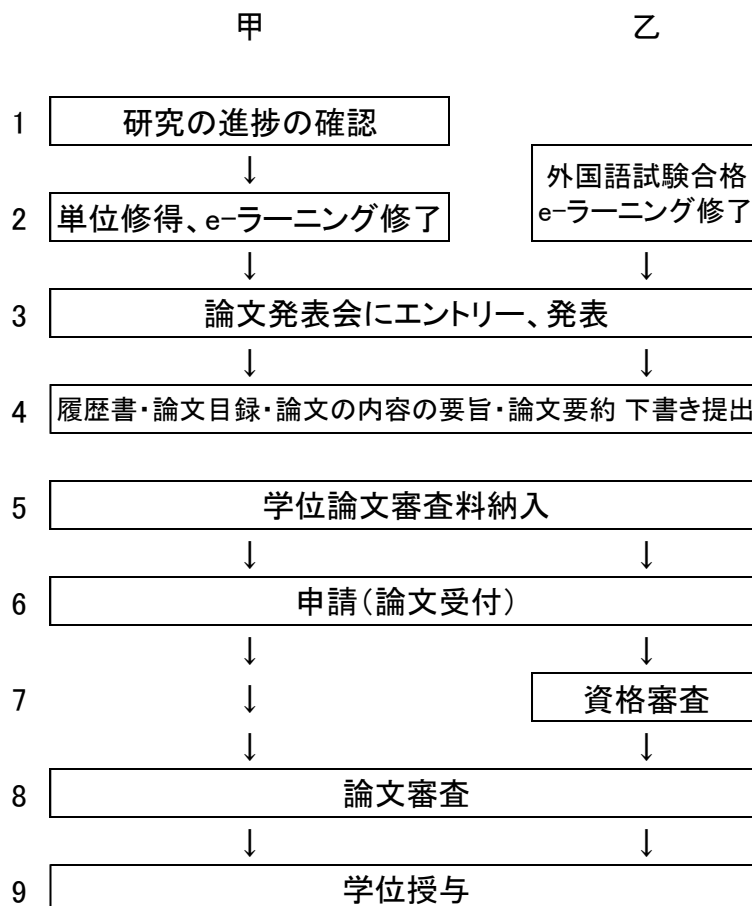 甲 乙
1 研究の進捗の確認
↓
外国語試験合格
2 単位修得、e-ラーニング修了 e-ラーニング修了
↓ ↓
3 論文発表会にエントリー、発表
↓ ↓
4 履歴書・論文目録・論文の内容の要旨・論文要約 下書き提出
5 学位論文審査料納入
↓ ↓
6 申請(論文受付)
↓ ↓
7 ↓ 資格審査
↓ ↓
8 論文審査
↓ ↓
9 学位授与